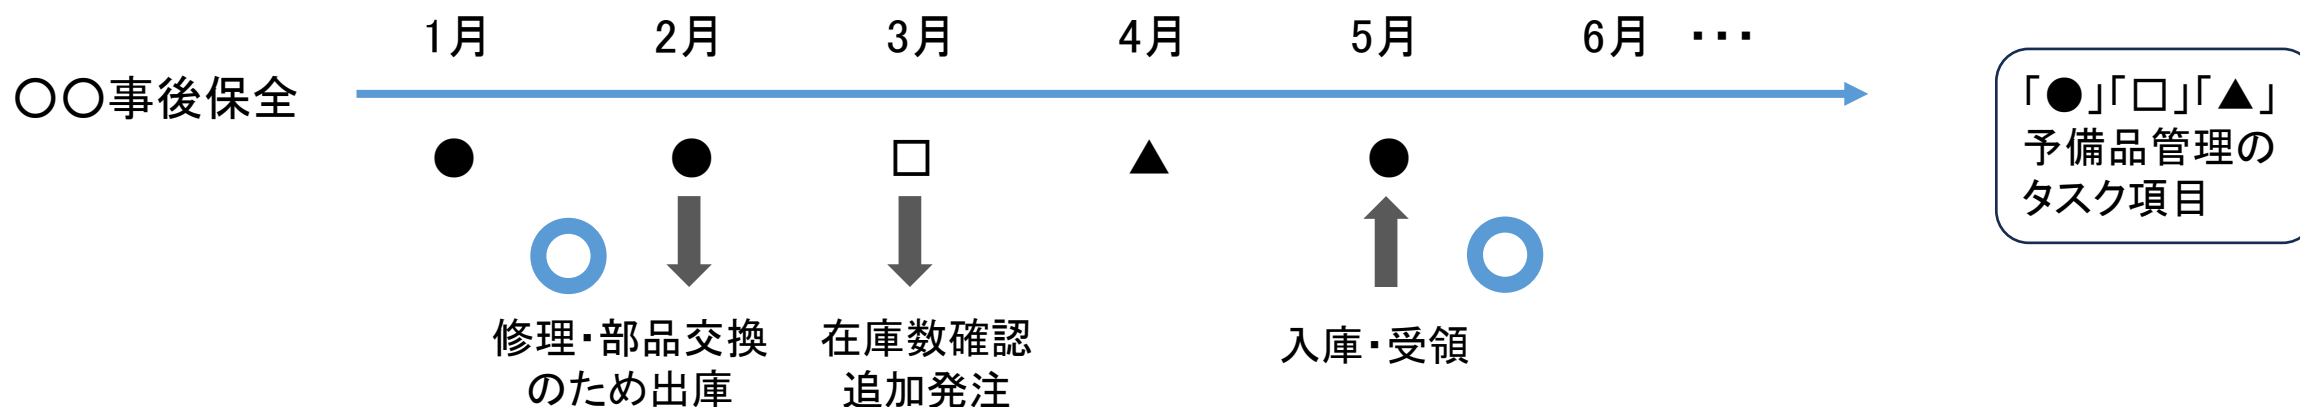 1月 2月 3月 4月 5月 6月 ･･･
〇〇事後保全
「●」「□」「▲」
予備品管理の
タスク項目
修理・部品交換
のため出庫
在庫数確認
追加発注
入庫・受領